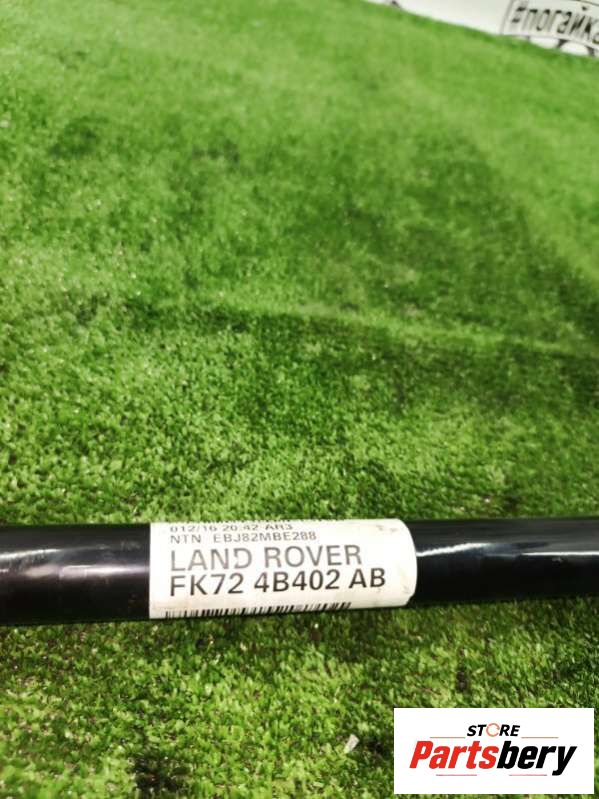 #погайка
012/16 20:42 AR3
NTN EBJ82MBE288
LAND ROVER
FK72 4B402 AB
STORE
Partsbery